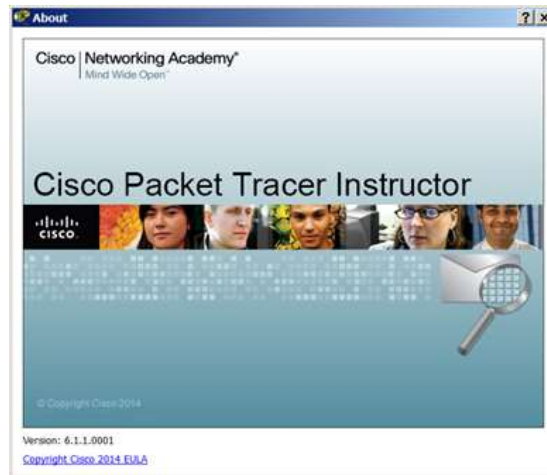 About
? ×
Cisco Networking Academy®
Mind Wide Open™
Cisco Packet Tracer Instructor
CISCO
© Copyright Cisco 2014
Version: 6.1.1.0001
Copyright Cisco 2014 EULA